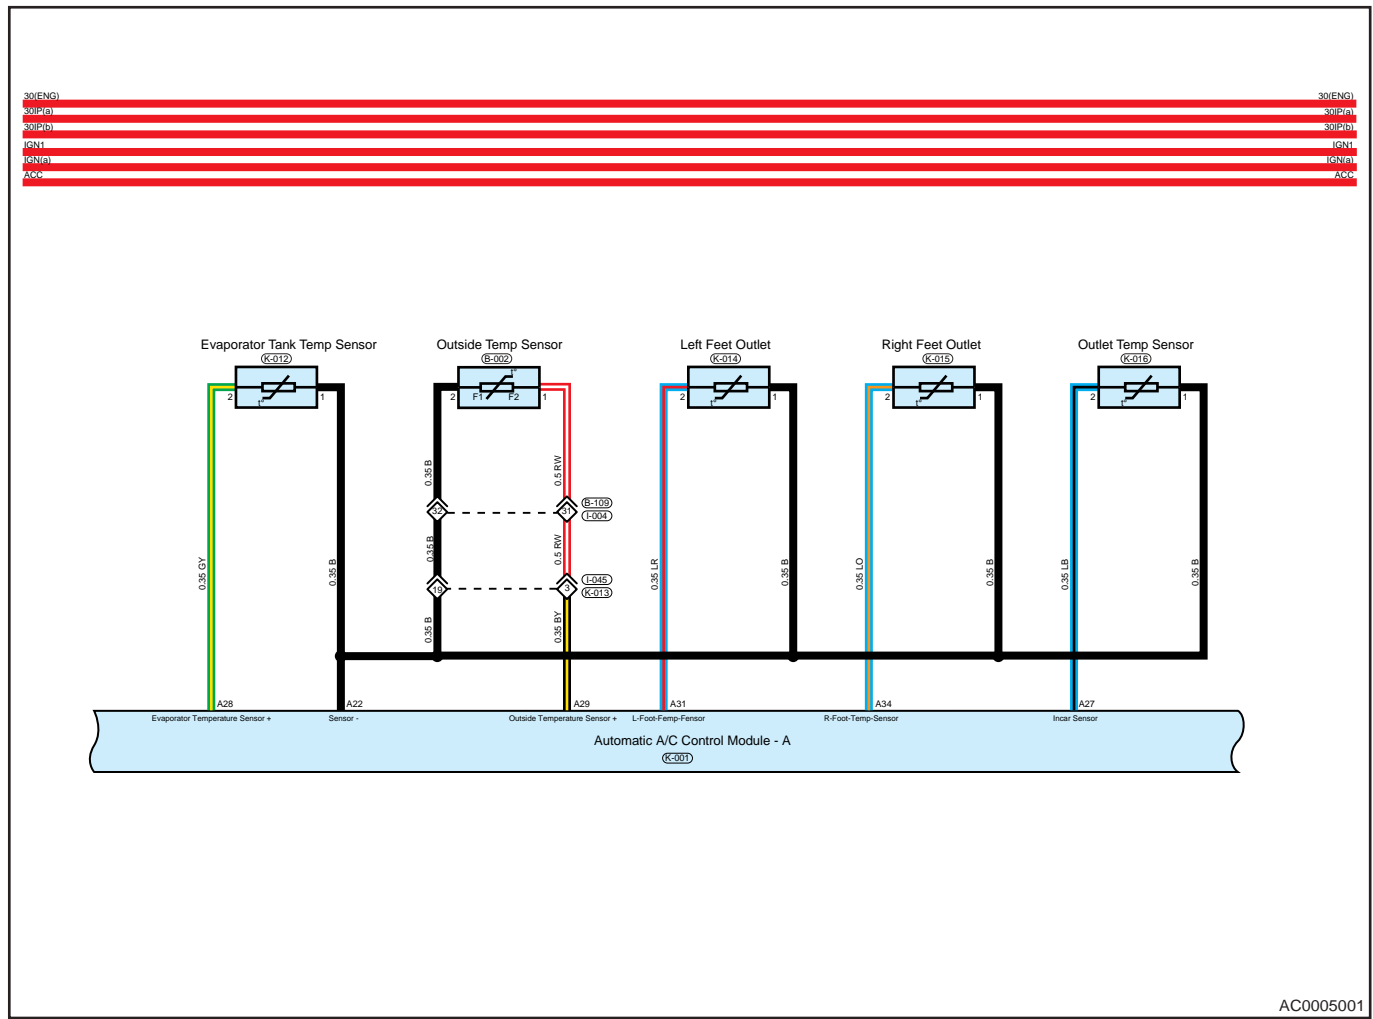 30(ENG) 30(ENG)
30IP(a) 30IP(a)
30IP(b) 30IP(b)
IGN1 IGN1
IGN(a) IGN(a)
ACC ACC
Evaporator Tank Temp Sensor Outside Temp Sensor Left Feet Outlet Right Feet Outlet Outlet Temp Sensor
K-012 B-002 K-014 K-015 K-016
t° t° t° t° t°
2 1 2 F1 F2 1 2 1 2 1 2 1
0.35 B 0.5 RW
32 31 B-109
I-004
0.35 GY 0.35 B 0.35 B 0.5 RW 0.35 LR 0.35 B 0.35 LO 0.35 B 0.35 LB 0.35 B
19 3 I-045
K-013
0.35 B 0.35 BY
A28 A22 A29 A31 A34 A27
Evaporator Temperature Sensor + Sensor - Outside Temperature Sensor + L-Foot-Femp-Fensor R-Foot-Temp-Sensor Incar Sensor
Automatic A/C Control Module - A
K-001
AC0005001